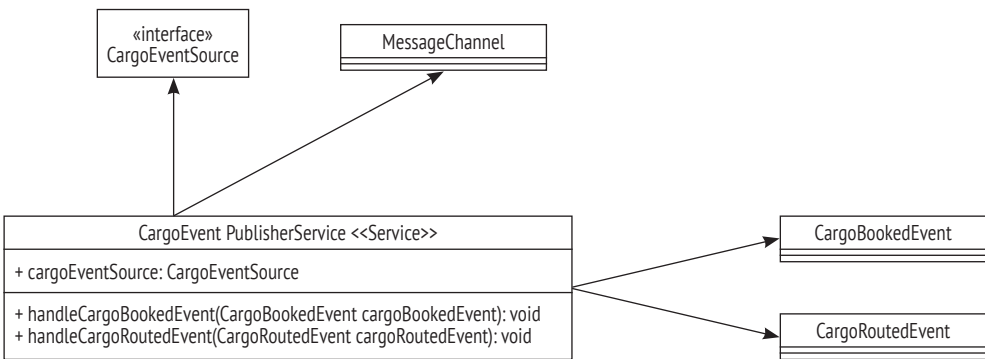 «interface»
CargoEventSource
MessageChannel
CargoEvent PublisherService <<Service>>
+ cargoEventSource: CargoEventSource
+ handleCargoBookedEvent(CargoBookedEvent cargoBookedEvent): void
+ handleCargoRoutedEvent(CargoRoutedEvent cargoRoutedEvent): void
CargoBookedEvent
CargoRoutedEvent